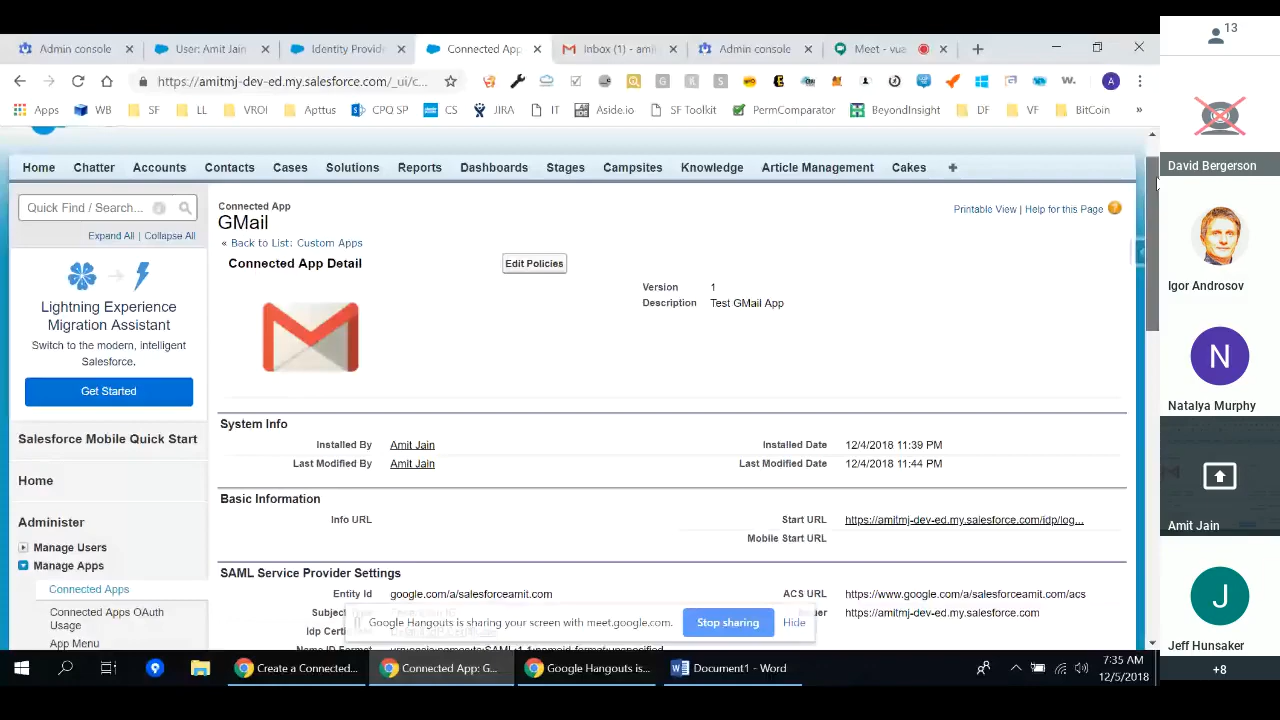 Admin console
User: Amit Jain
Identity Provid
Connected Ap
Inbox (1) - ami
Admin console
Meet - vua
13
https://amitmj-dev-ed.my.salesforce.com/_ui/c...
A
Apps WB SF LL VROI Apttus CPQ SP CS JIRA IT Aside.io SF Toolkit PermComparator BeyondInsight DF VF BitCoin »
Home Chatter Accounts Contacts Cases Solutions Reports Dashboards Stages Campsites Knowledge Article Management Cakes +
Quick Find / Search...
Expand All | Collapse All
Lightning Experience
Migration Assistant
Switch to the modern, intelligent
Salesforce.
Get Started
Salesforce Mobile Quick Start
Home
Administer
Manage Users
Manage Apps
Connected Apps
Connected Apps OAuth
Usage
App Menu
Connected App
GMail
« Back to List: Custom Apps
Printable View | Help for this Page ?
Connected App Detail
Edit Policies
Version 1
Description Test GMail App
System Info
Installed By Amit Jain
Installed Date 12/4/2018 11:39 PM
Last Modified By Amit Jain
Last Modified Date 12/4/2018 11:44 PM
Basic Information
Info URL
Start URL https://amitmj-dev-ed.my.salesforce.com/idp/log...
Mobile Start URL
SAML Service Provider Settings
Entity Id google.com/a/salesforceamit.com
ACS URL https://www.google.com/a/salesforceamit.com/acs
Subject
https://amitmj-dev-ed.my.salesforce.com
Idp Certi
Google Hangouts is sharing your screen with meet.google.com.
Stop sharing
Hide
David Bergerson
Igor Androsov
N
Natalya Murphy
Amit Jain
J
Jeff Hunsaker
+8
Create a Connected...
Connected App: G...
Google Hangouts is...
Document1 - Word
7:35 AM
12/5/2018